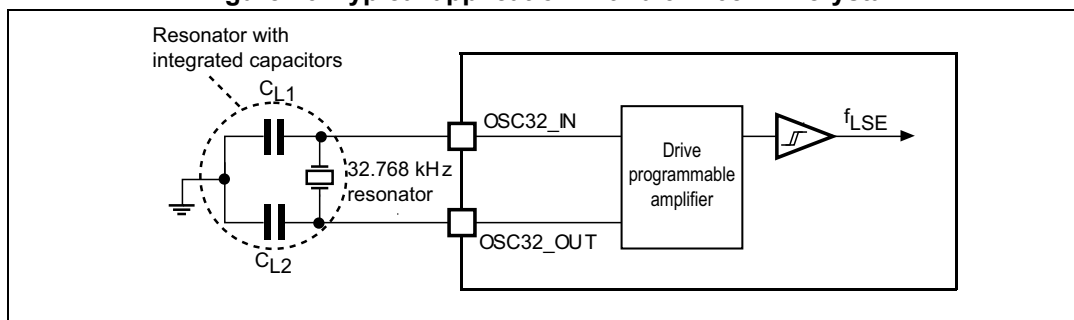 Resonator with
integrated capacitors
CL1
OSC32_IN
fLSE
32.768 kHz
resonator
Drive
programmable
amplifier
OSC32_OUT
CL2